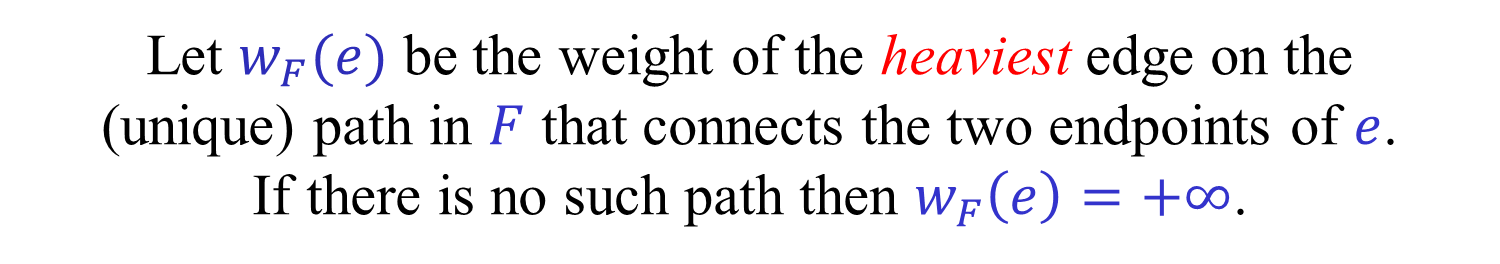 Let w_F(e) be the weight of the heaviest edge on the
(unique) path in F that connects the two endpoints of e.
If there is no such path then w_F(e) = +∞.